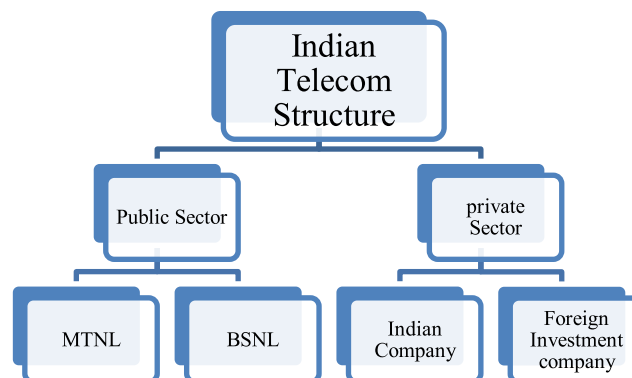 Indian
Telecom
Structure
Public Sector
private
Sector
MTNL
BSNL
Indian
Company
Foreign
Investment
company